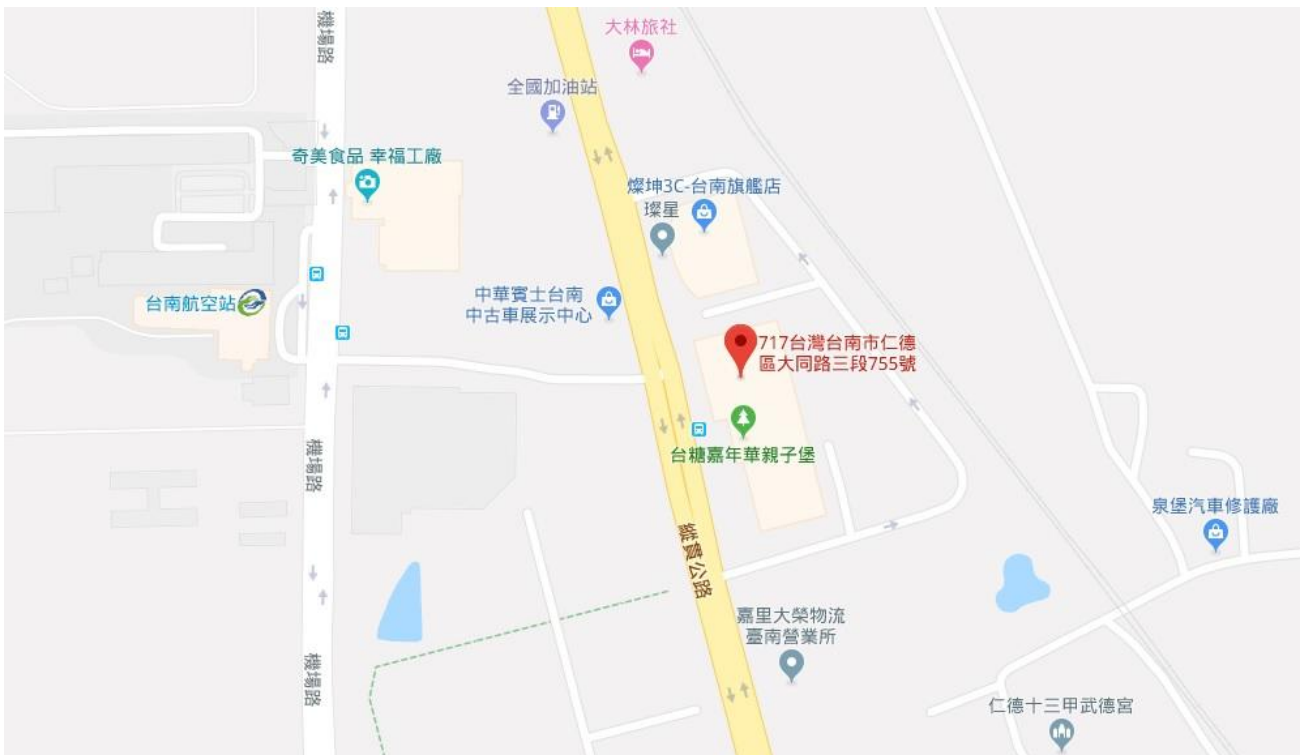 機場路
大林旅社
全國加油站
奇美食品 幸福工廠
燦坤3C-台南旗艦店
璨星
台南航空站
中華賓士台南
中古車展示中心
717台灣台南市仁德
區大同路三段755號
台糖嘉年華親子堡
機場路
泉堡汽車修護廠
縱貫公路
嘉里大榮物流
臺南營業所
機場路
仁德十三甲武德宮